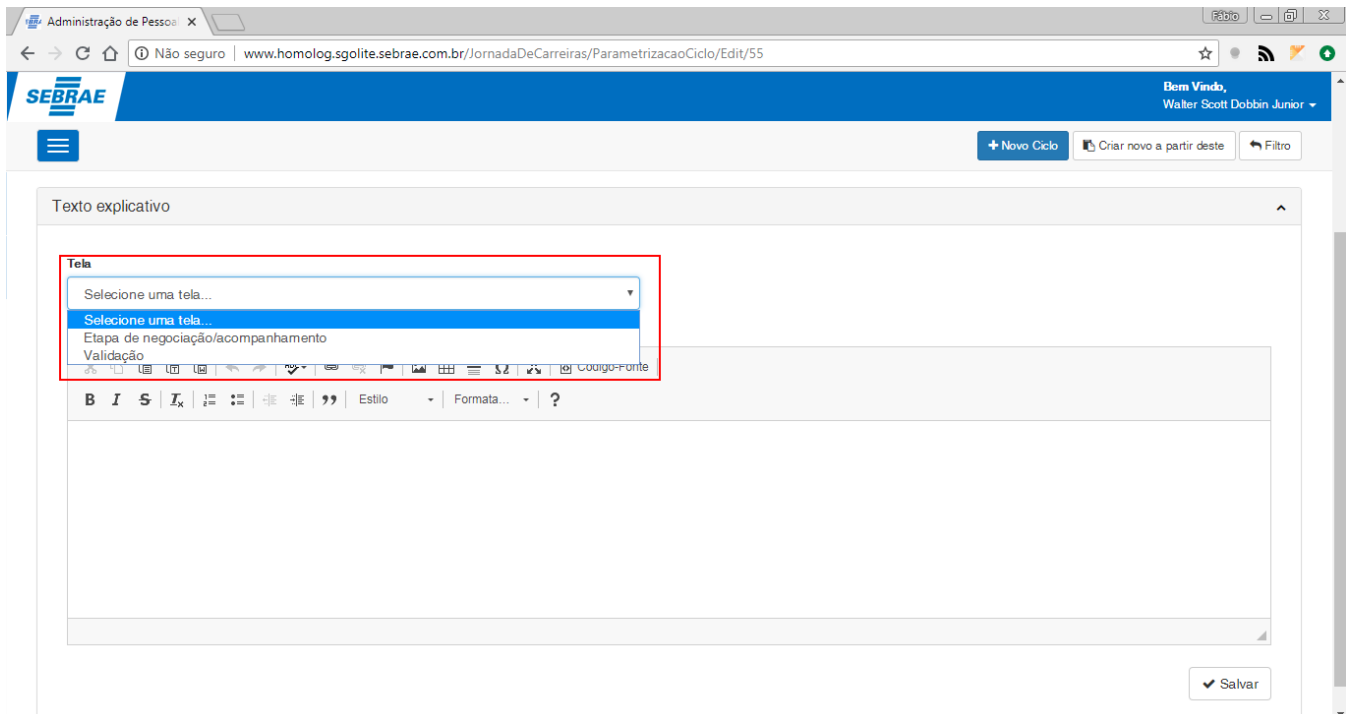 Administração de Pessoal
Fábio
Não seguro | www.homolog.sgolite.sebrae.com.br/JornadaDeCarreiras/ParametrizacaoCiclo/Edit/55
SEBRAE
Bem Vindo,
Walter Scott Dobbin Junior
+ Novo Ciclo
Criar novo a partir deste
Filtro
Texto explicativo
Tela
Selecione uma tela...
Selecione uma tela...
Etapa de negociação/acompanhamento
Validação
Código-Fonte
B I S Ix Estilo Formata... ?
Salvar